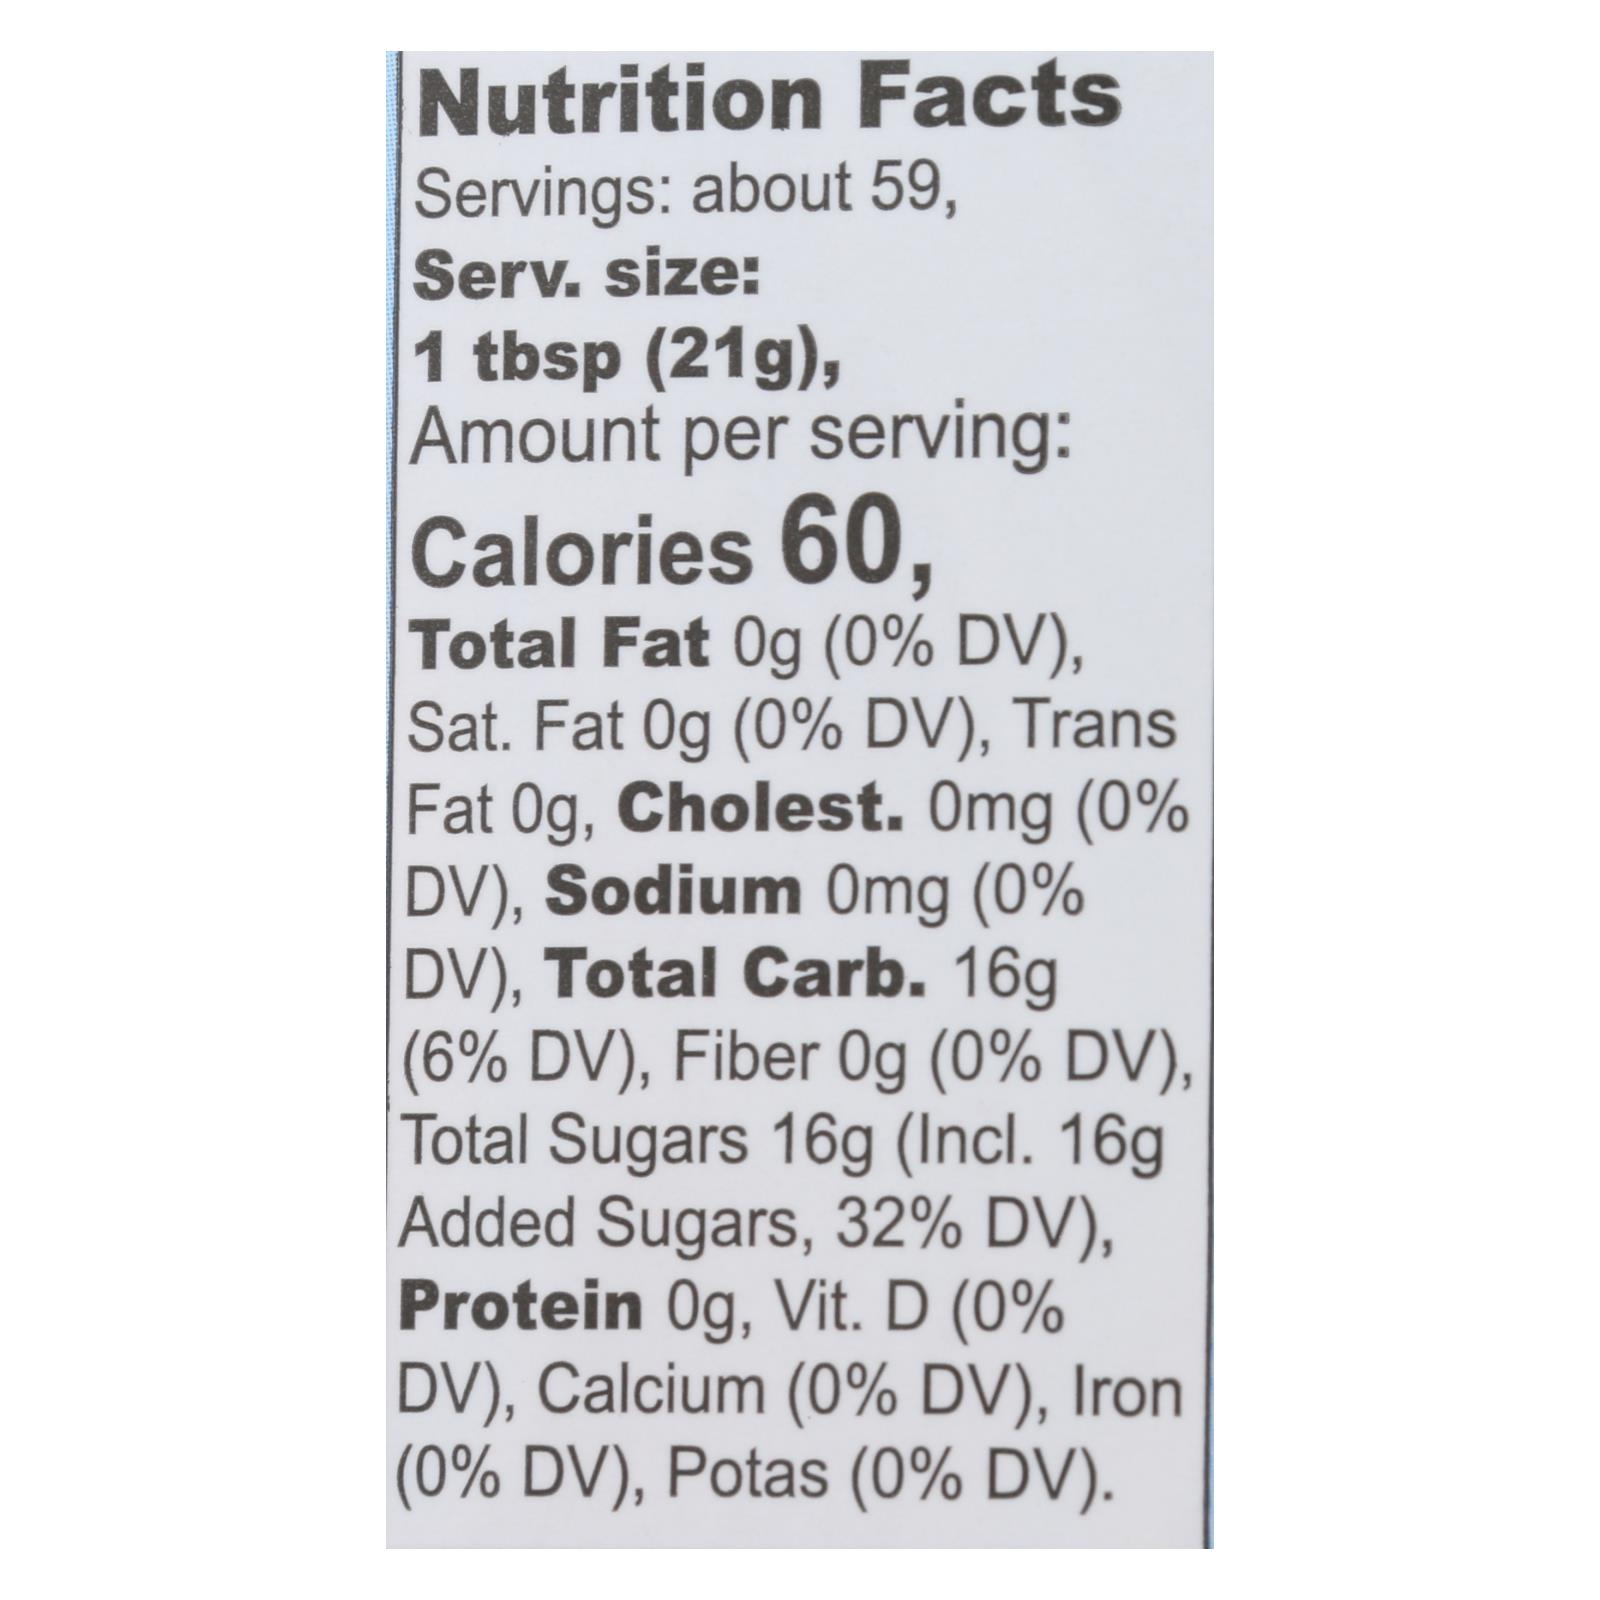 Nutrition Facts
Servings: about 59,
Serv. size:
1 tbsp (21g),
Amount per serving:
Calories 60,
Total Fat 0g (0% DV),
Sat. Fat 0g (0% DV), Trans
Fat 0g, Cholest. 0mg (0%
DV), Sodium 0mg (0%
DV), Total Carb. 16g
(6% DV), Fiber 0g (0% DV),
Total Sugars 16g (Incl. 16g
Added Sugars, 32% DV),
Protein 0g, Vit. D (0%
DV), Calcium (0% DV), Iron
(0% DV), Potas (0% DV).